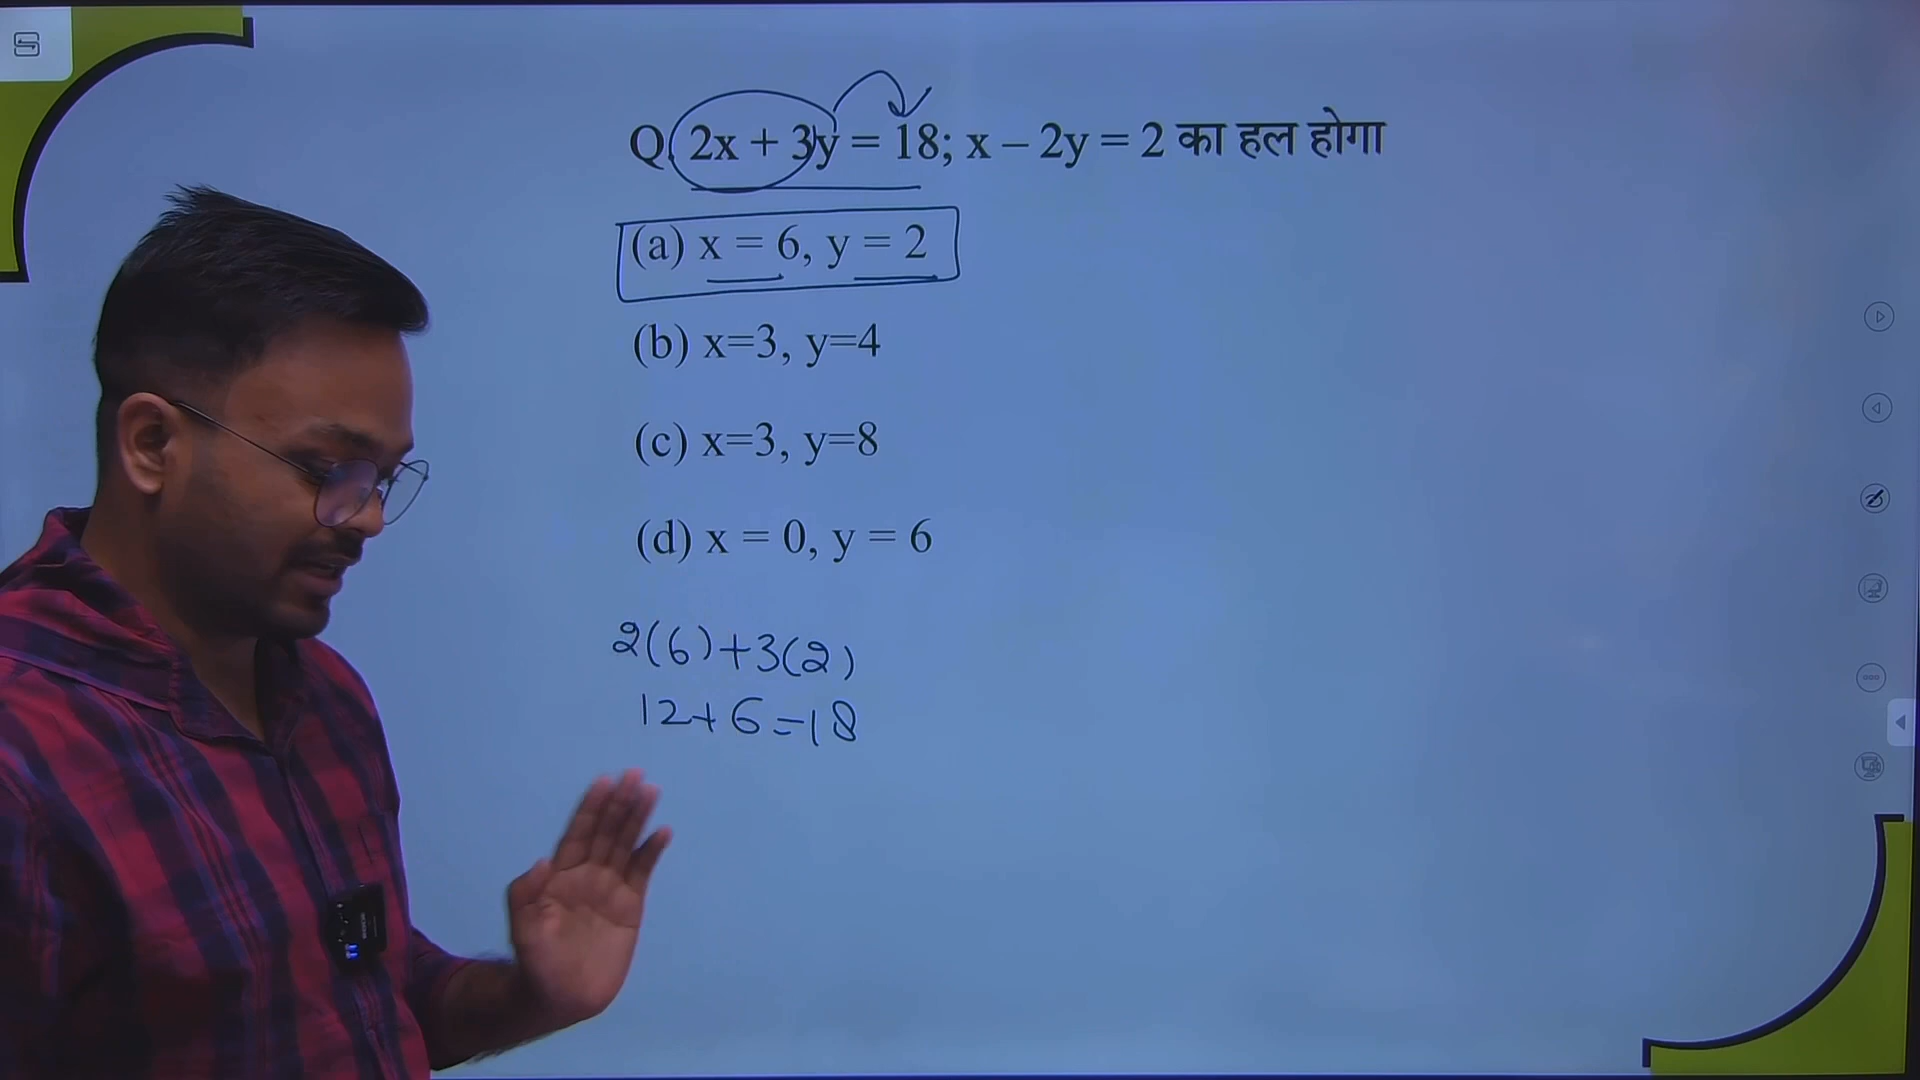 Q. 2x + 3y = 18; x – 2y = 2 का हल होगा
(a) x = 6, y = 2
(b) x=3, y=4
(c) x=3, y=8
(d) x = 0, y = 6
2(6)+3(2)
12+6=18